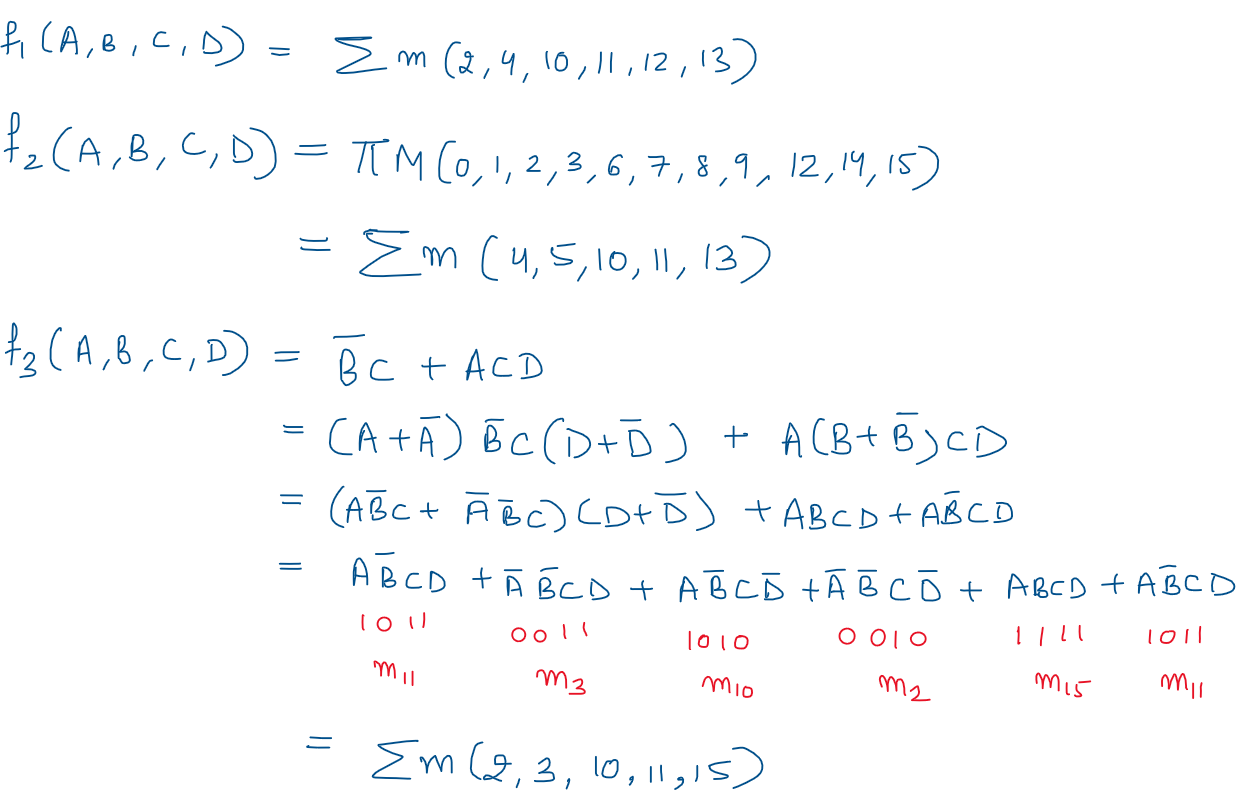 f₁(A,B,C,D) = Σm(2,4,10,11,12,13)
f₂(A,B,C,D) = πM(0,1,2,3,6,7,8,9,12,14,15)
= Σm(4,5,10,11,13)
f₃(A,B,C,D) = B̅C + ACD
= (A+A̅)B̅C(D+D̅) + A(B+B̅)CD
= (AB̅C + A̅B̅C)(D+D̅) + ABCD + AB̅CD
= AB̅CD + A̅B̅CD + AB̅CD̅ + A̅B̅CD̅ + ABCD + AB̅CD
1011 0011 1010 0010 1111 1011
m₁₁ m₃ m₁₀ m₂ m₁₅ m₁₁
= Σm(2,3,10,11,15)